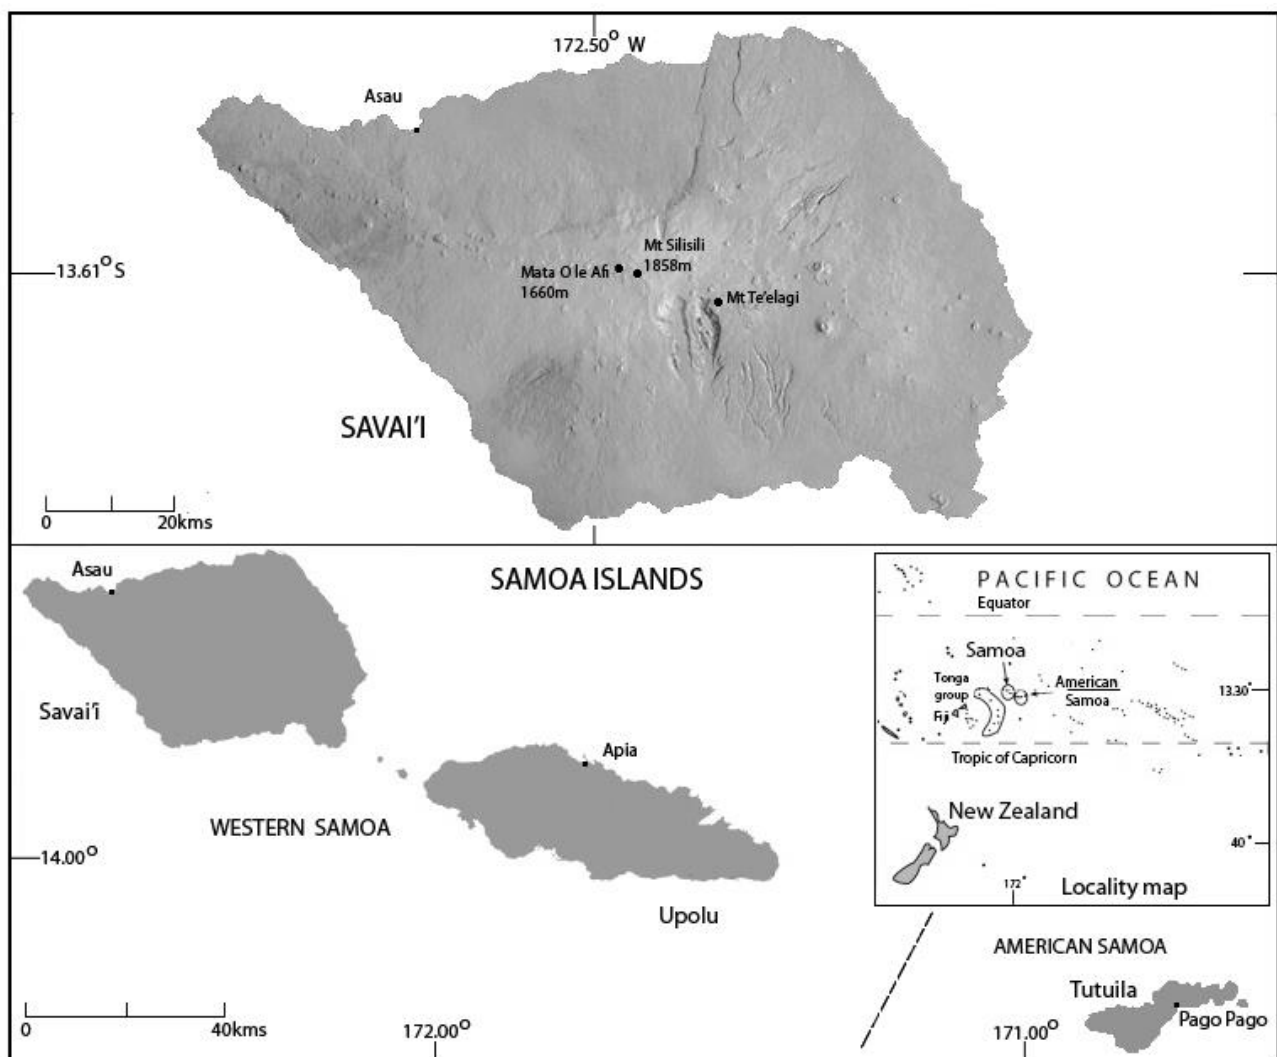 172.50° W
Asau
Mt Silisili
1858m
13.61°S
Mata O le Afi
1660m
Mt Te'elagi
SAVAI'I
0 20kms
Asau
SAMOA ISLANDS
Savai'i
Apia
WESTERN SAMOA
14.00°
Upolu
0 40kms
172.00°
171.00°
PACIFIC OCEAN
Equator
Samoa
Tonga
group
Fiji
American
Samoa
13.30°
Tropic of Capricorn
New Zealand
40°
172°
Locality map
AMERICAN SAMOA
Tutuila
Pago Pago